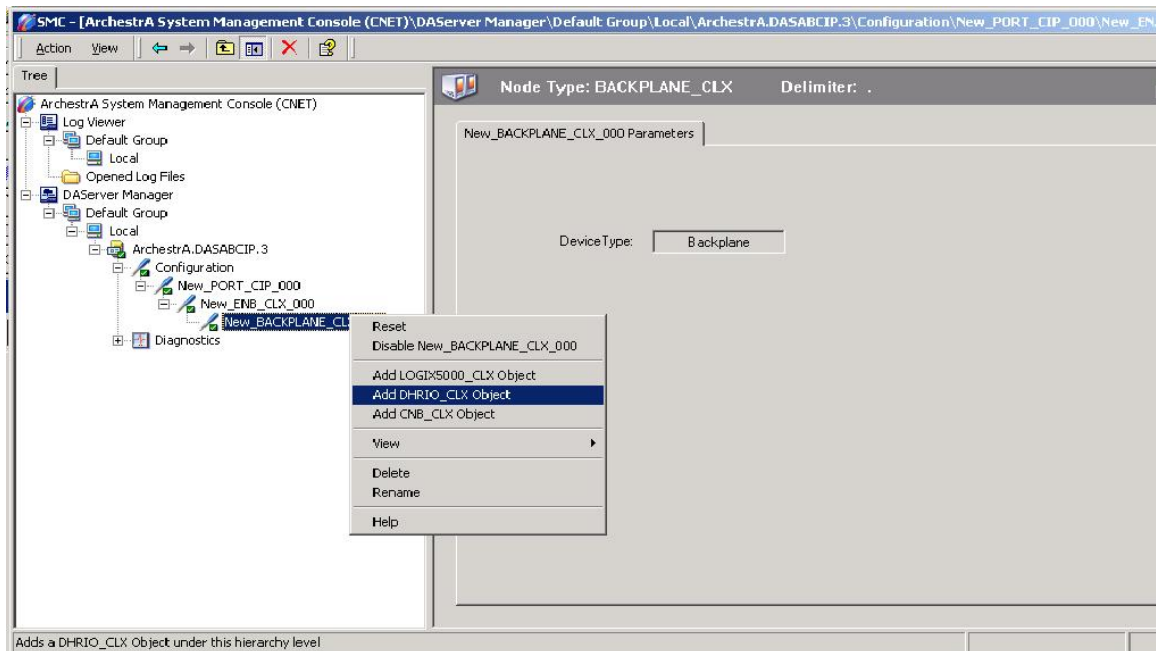 SMC - [ArchestrA System Management Console (CNET)\DAServer Manager\Default Group\Local\ArchestrA.DASABCIP.3\Configuration\New_PORT_CIP_000\New_EN
Action View
Tree
ArchestrA System Management Console (CNET)
Log Viewer
Default Group
Local
Opened Log Files
DAServer Manager
Default Group
Local
ArchestrA.DASABCIP.3
Configuration
New_PORT_CIP_000
New_ENB_CLX_000
New_BACKPLANE_CL
Diagnostics
Node Type: BACKPLANE_CLX Delimiter: .
New_BACKPLANE_CLX_000 Parameters
DeviceType: Backplane
Reset
Disable New_BACKPLANE_CLX_000
Add LOGIX5000_CLX Object
Add DHRIO_CLX Object
Add CNB_CLX Object
View
Delete
Rename
Help
Adds a DHRIO_CLX Object under this hierarchy level